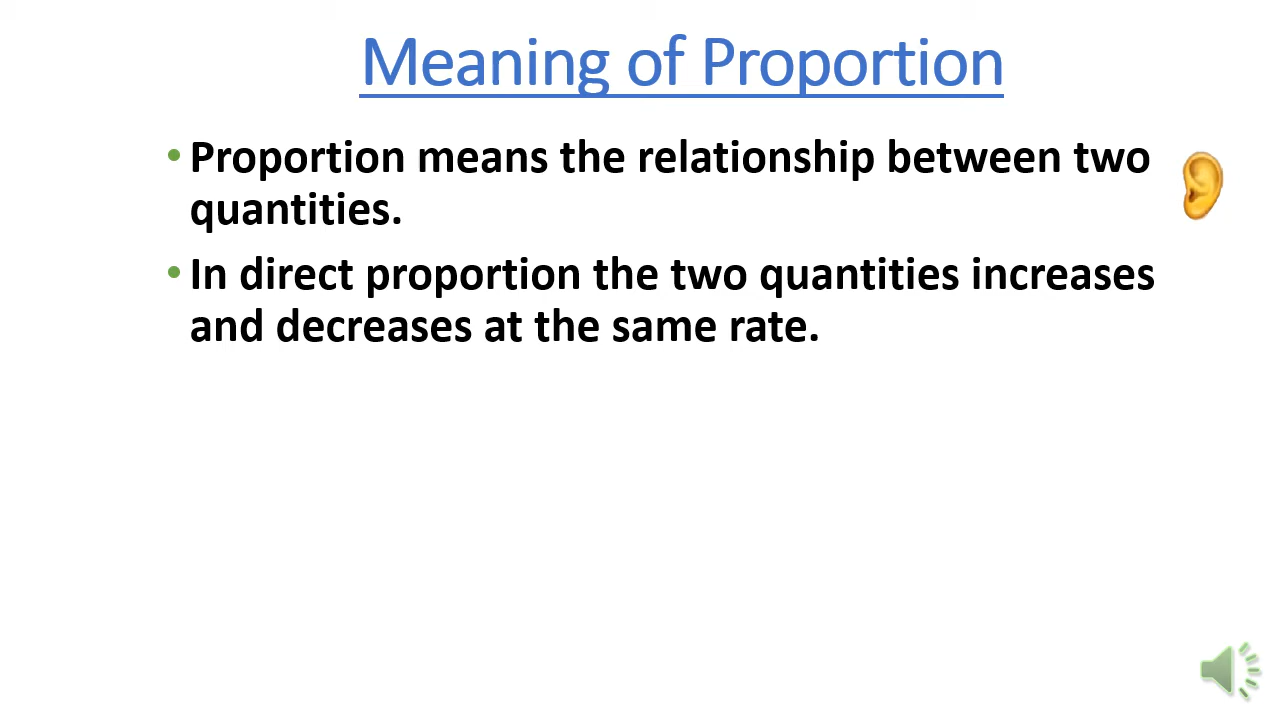 Meaning of Proportion
• Proportion means the relationship between two
quantities.
• In direct proportion the two quantities increases
and decreases at the same rate.